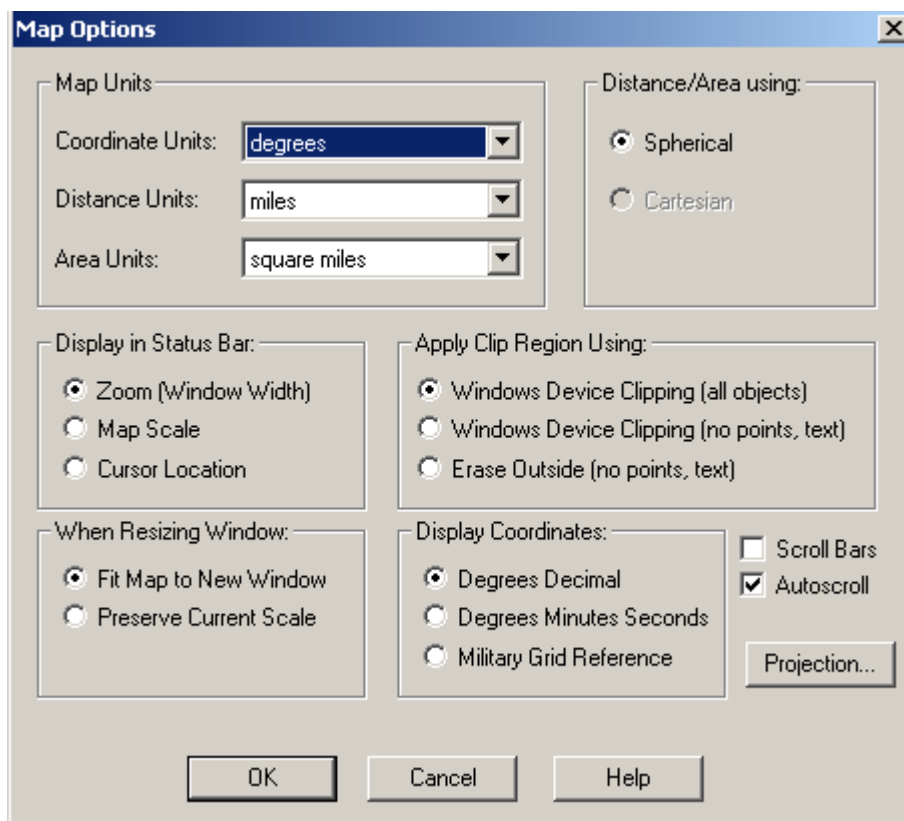 Map Options
Map Units
Coordinate Units: degrees
Distance Units: miles
Area Units: square miles
Distance/Area using:
Spherical
Cartesian
Display in Status Bar:
Zoom (Window Width)
Map Scale
Cursor Location
Apply Clip Region Using:
Windows Device Clipping (all objects)
Windows Device Clipping (no points, text)
Erase Outside (no points, text)
When Resizing Window:
Fit Map to New Window
Preserve Current Scale
Display Coordinates:
Degrees Decimal
Degrees Minutes Seconds
Military Grid Reference
Scroll Bars
Autoscroll
Projection...
OK Cancel Help